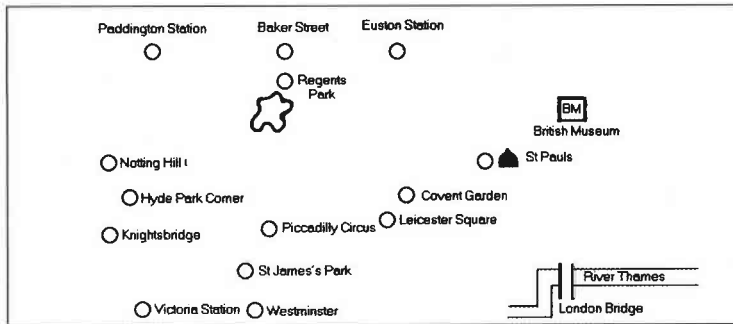 Paddington Station
Baker Street
Euston Station
Regents
Park
BM
British Museum
Notting Hill
St Pauls
Hyde Park Corner
Covent Garden
Leicester Square
Knightsbridge
Piccadilly Circus
St James's Park
River Thames
Victoria Station
Westminster
London Bridge